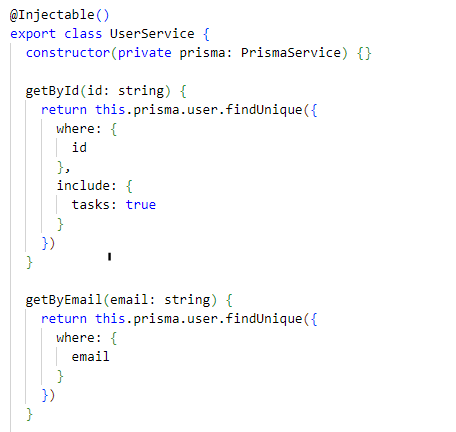 @Injectable()
export class UserService {
constructor(private prisma: PrismaService) {}
getById(id: string) {
return this.prisma.user.findUnique({
where: {
id
},
include: {
tasks: true
}
})
}
getByEmail(email: string) {
return this.prisma.user.findUnique({
where: {
email
}
})
}